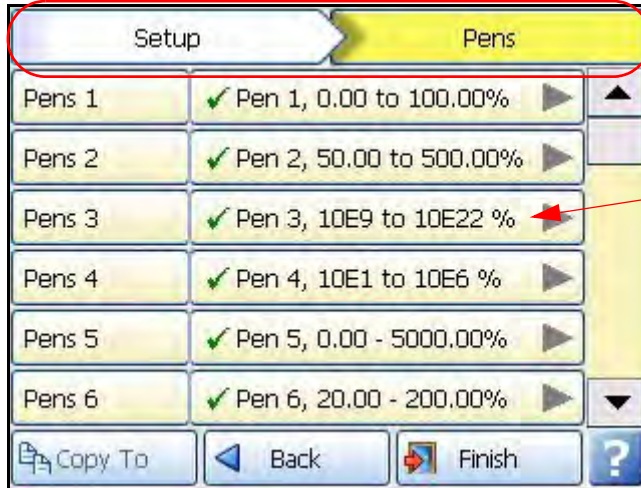 Setup Pens
Pens 1 Pen 1, 0.00 to 100.00%
Pens 2 Pen 2, 50.00 to 500.00%
Pens 3 Pen 3, 10E9 to 10E22 %
Pens 4 Pen 4, 10E1 to 10E6 %
Pens 5 Pen 5, 0.00 - 5000.00%
Pens 6 Pen 6, 20.00 - 200.00%
Copy To Back Finish ?